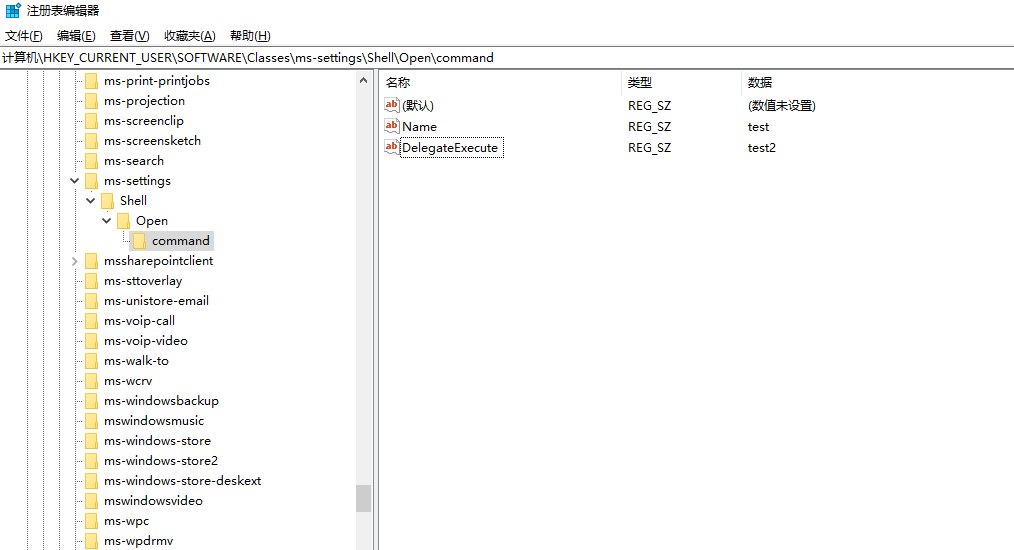 注册表编辑器
文件(F) 编辑(E) 查看(V) 收藏夹(A) 帮助(H)
计算机\HKEY_CURRENT_USER\SOFTWARE\Classes\ms-settings\Shell\Open\command
ms-print-printjobs
ms-projection
ms-screenclip
ms-screensketch
ms-search
ms-settings
Shell
Open
command
mssharepointclient
ms-sttoverlay
ms-unistore-email
ms-voip-call
ms-voip-video
ms-walk-to
ms-wcrv
ms-windowsbackup
mswindowsmusic
ms-windows-store
ms-windows-store2
ms-windows-store-deskext
mswindowsvideo
ms-wpc
ms-wpdrmv
名称 类型 数据
ab (默认) REG_SZ (数值未设置)
ab Name REG_SZ test
ab DelegateExecute REG_SZ test2